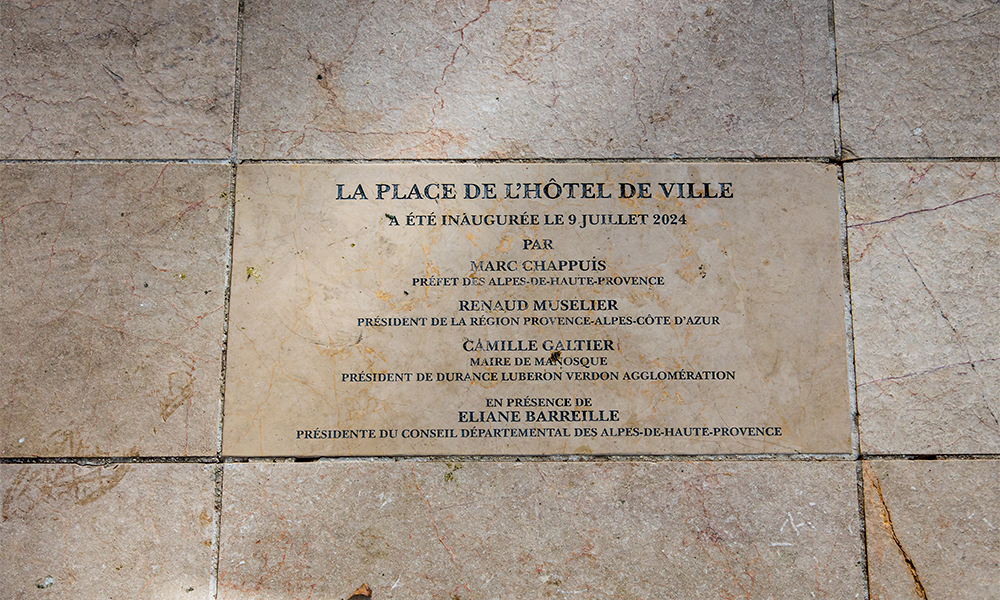 LA PLACE DE L'HÔTEL DE VILLE
A ÉTÉ INAUGURÉE LE 9 JUILLET 2024
PAR
MARC CHAPPUIS
PRÉFET DES ALPES-DE-HAUTE-PROVENCE
RENAUD MUSELIER
PRÉSIDENT DE LA RÉGION PROVENCE-ALPES-CÔTE D'AZUR
CAMILLE GALTIER
MAIRE DE MANOSQUE
PRÉSIDENT DE DURANCE LUBERON VERDON AGGLOMÉRATION
EN PRÉSENCE DE
ELIANE BARREILLE
PRÉSIDENTE DU CONSEIL DÉPARTEMENTAL DES ALPES-DE-HAUTE-PROVENCE